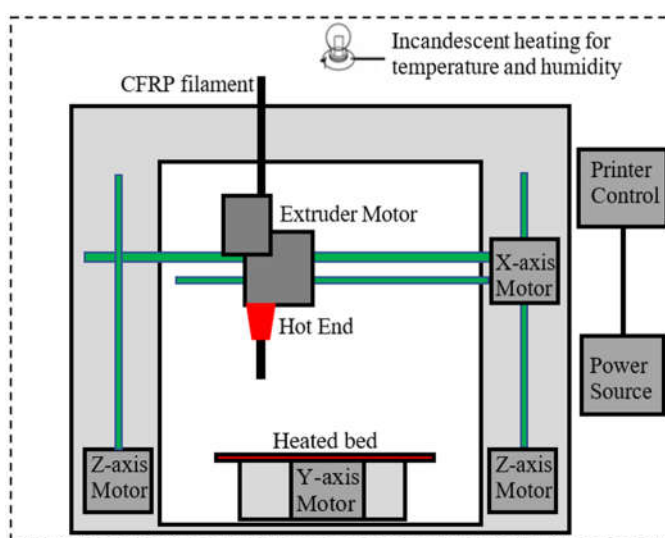 Incandescent heating for
temperature and humidity
CFRP filament
Printer
Control
Extruder Motor
X-axis
Motor
Hot End
Power
Source
Heated bed
Z-axis
Motor
Y-axis
Motor
Z-axis
Motor